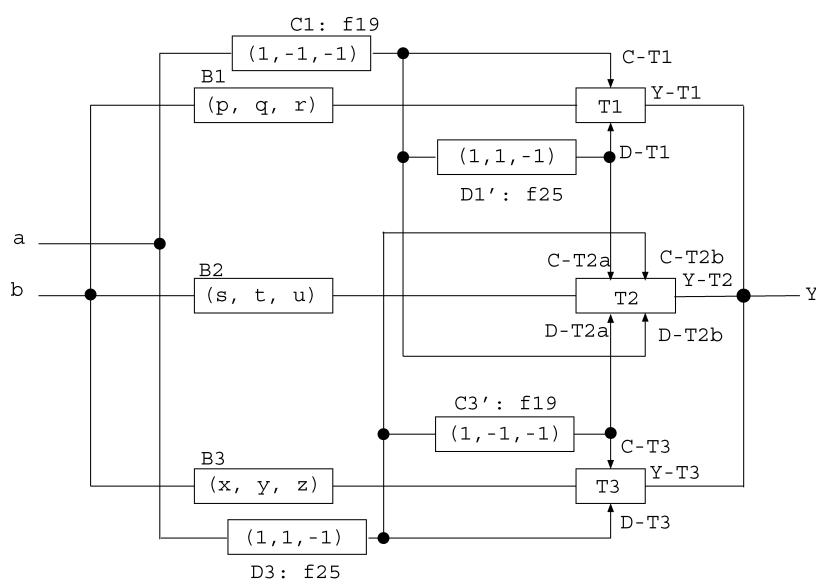 C1: f19
(1,-1,-1)
C-T1
B1
(p, q, r)
T1
Y-T1
(1,1,-1)
D-T1
D1′: f25
a
C-T2a
C-T2b
B2
Y-T2
b
(s, t, u)
T2
Y
D-T2a
D-T2b
C3′: f19
(1,-1,-1)
C-T3
B3
Y-T3
(x, y, z)
T3
D-T3
(1,1,-1)
D3: f25